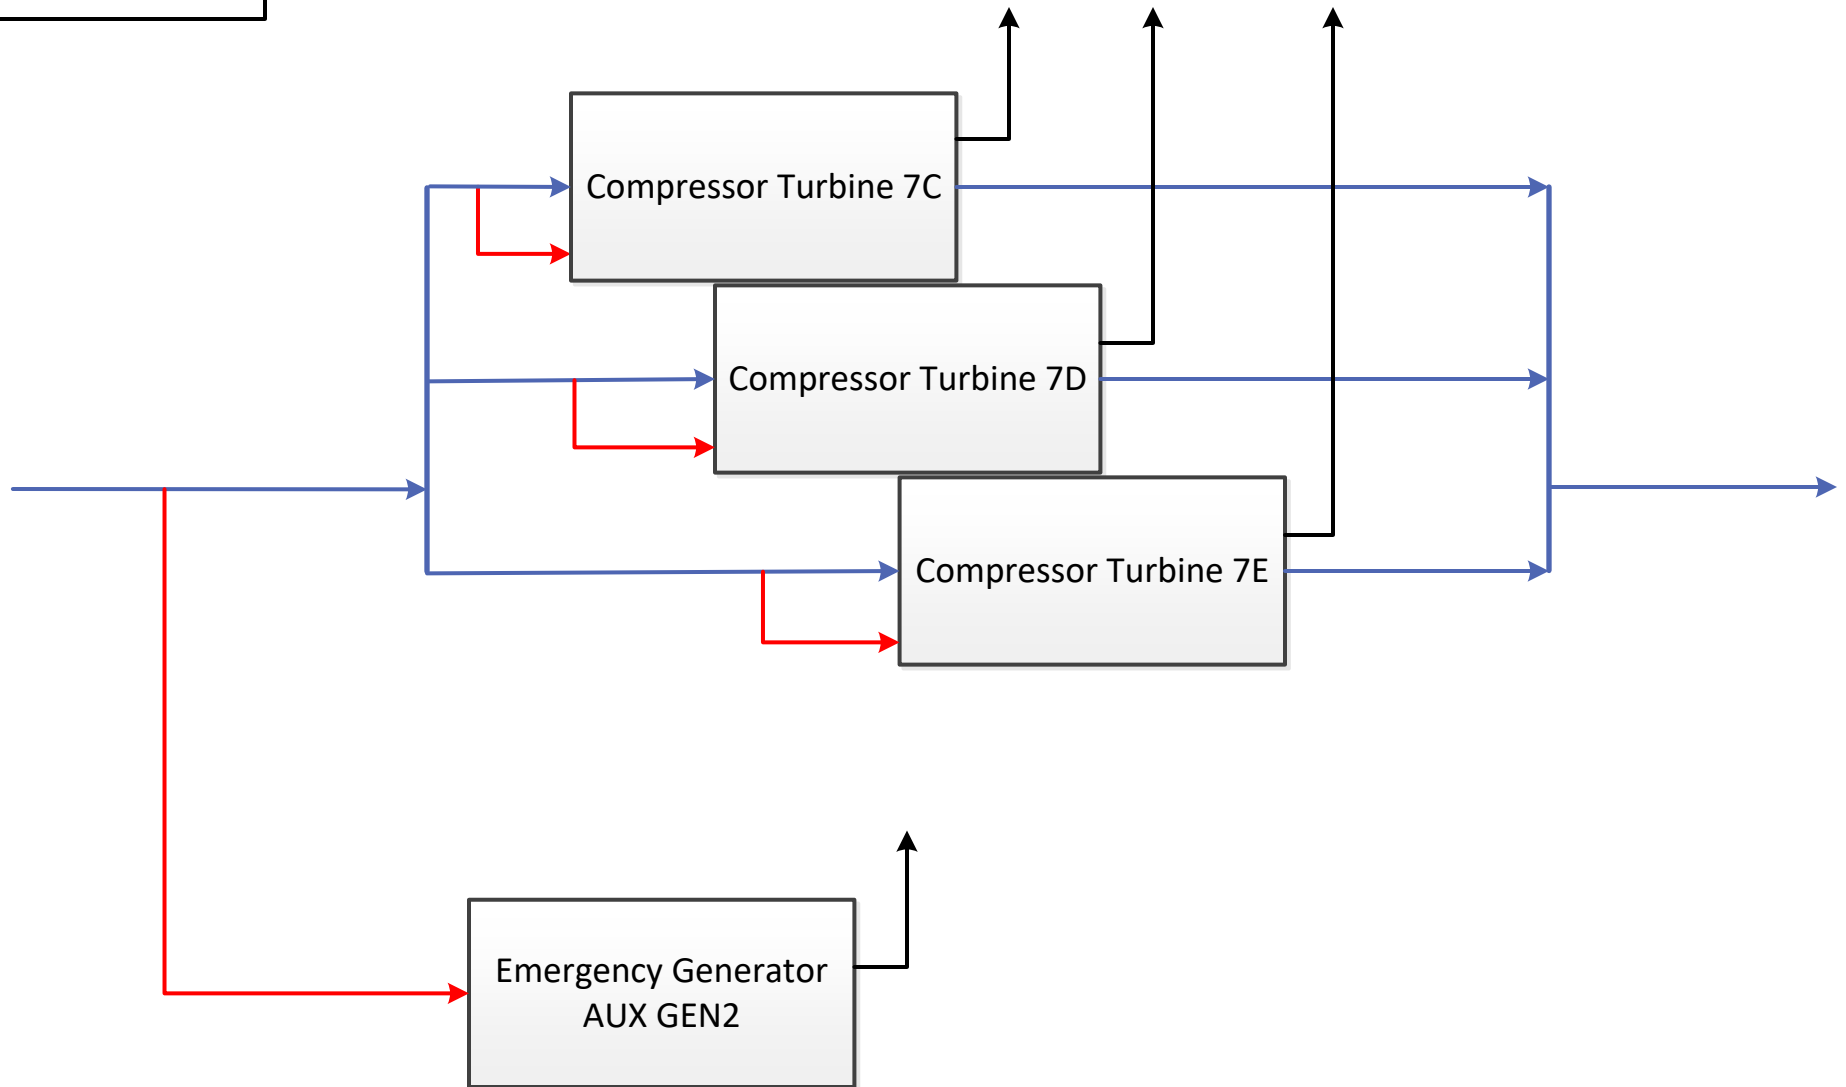 Compressor Turbine 7C
Compressor Turbine 7D
Compressor Turbine 7E
Emergency Generator
AUX GEN2